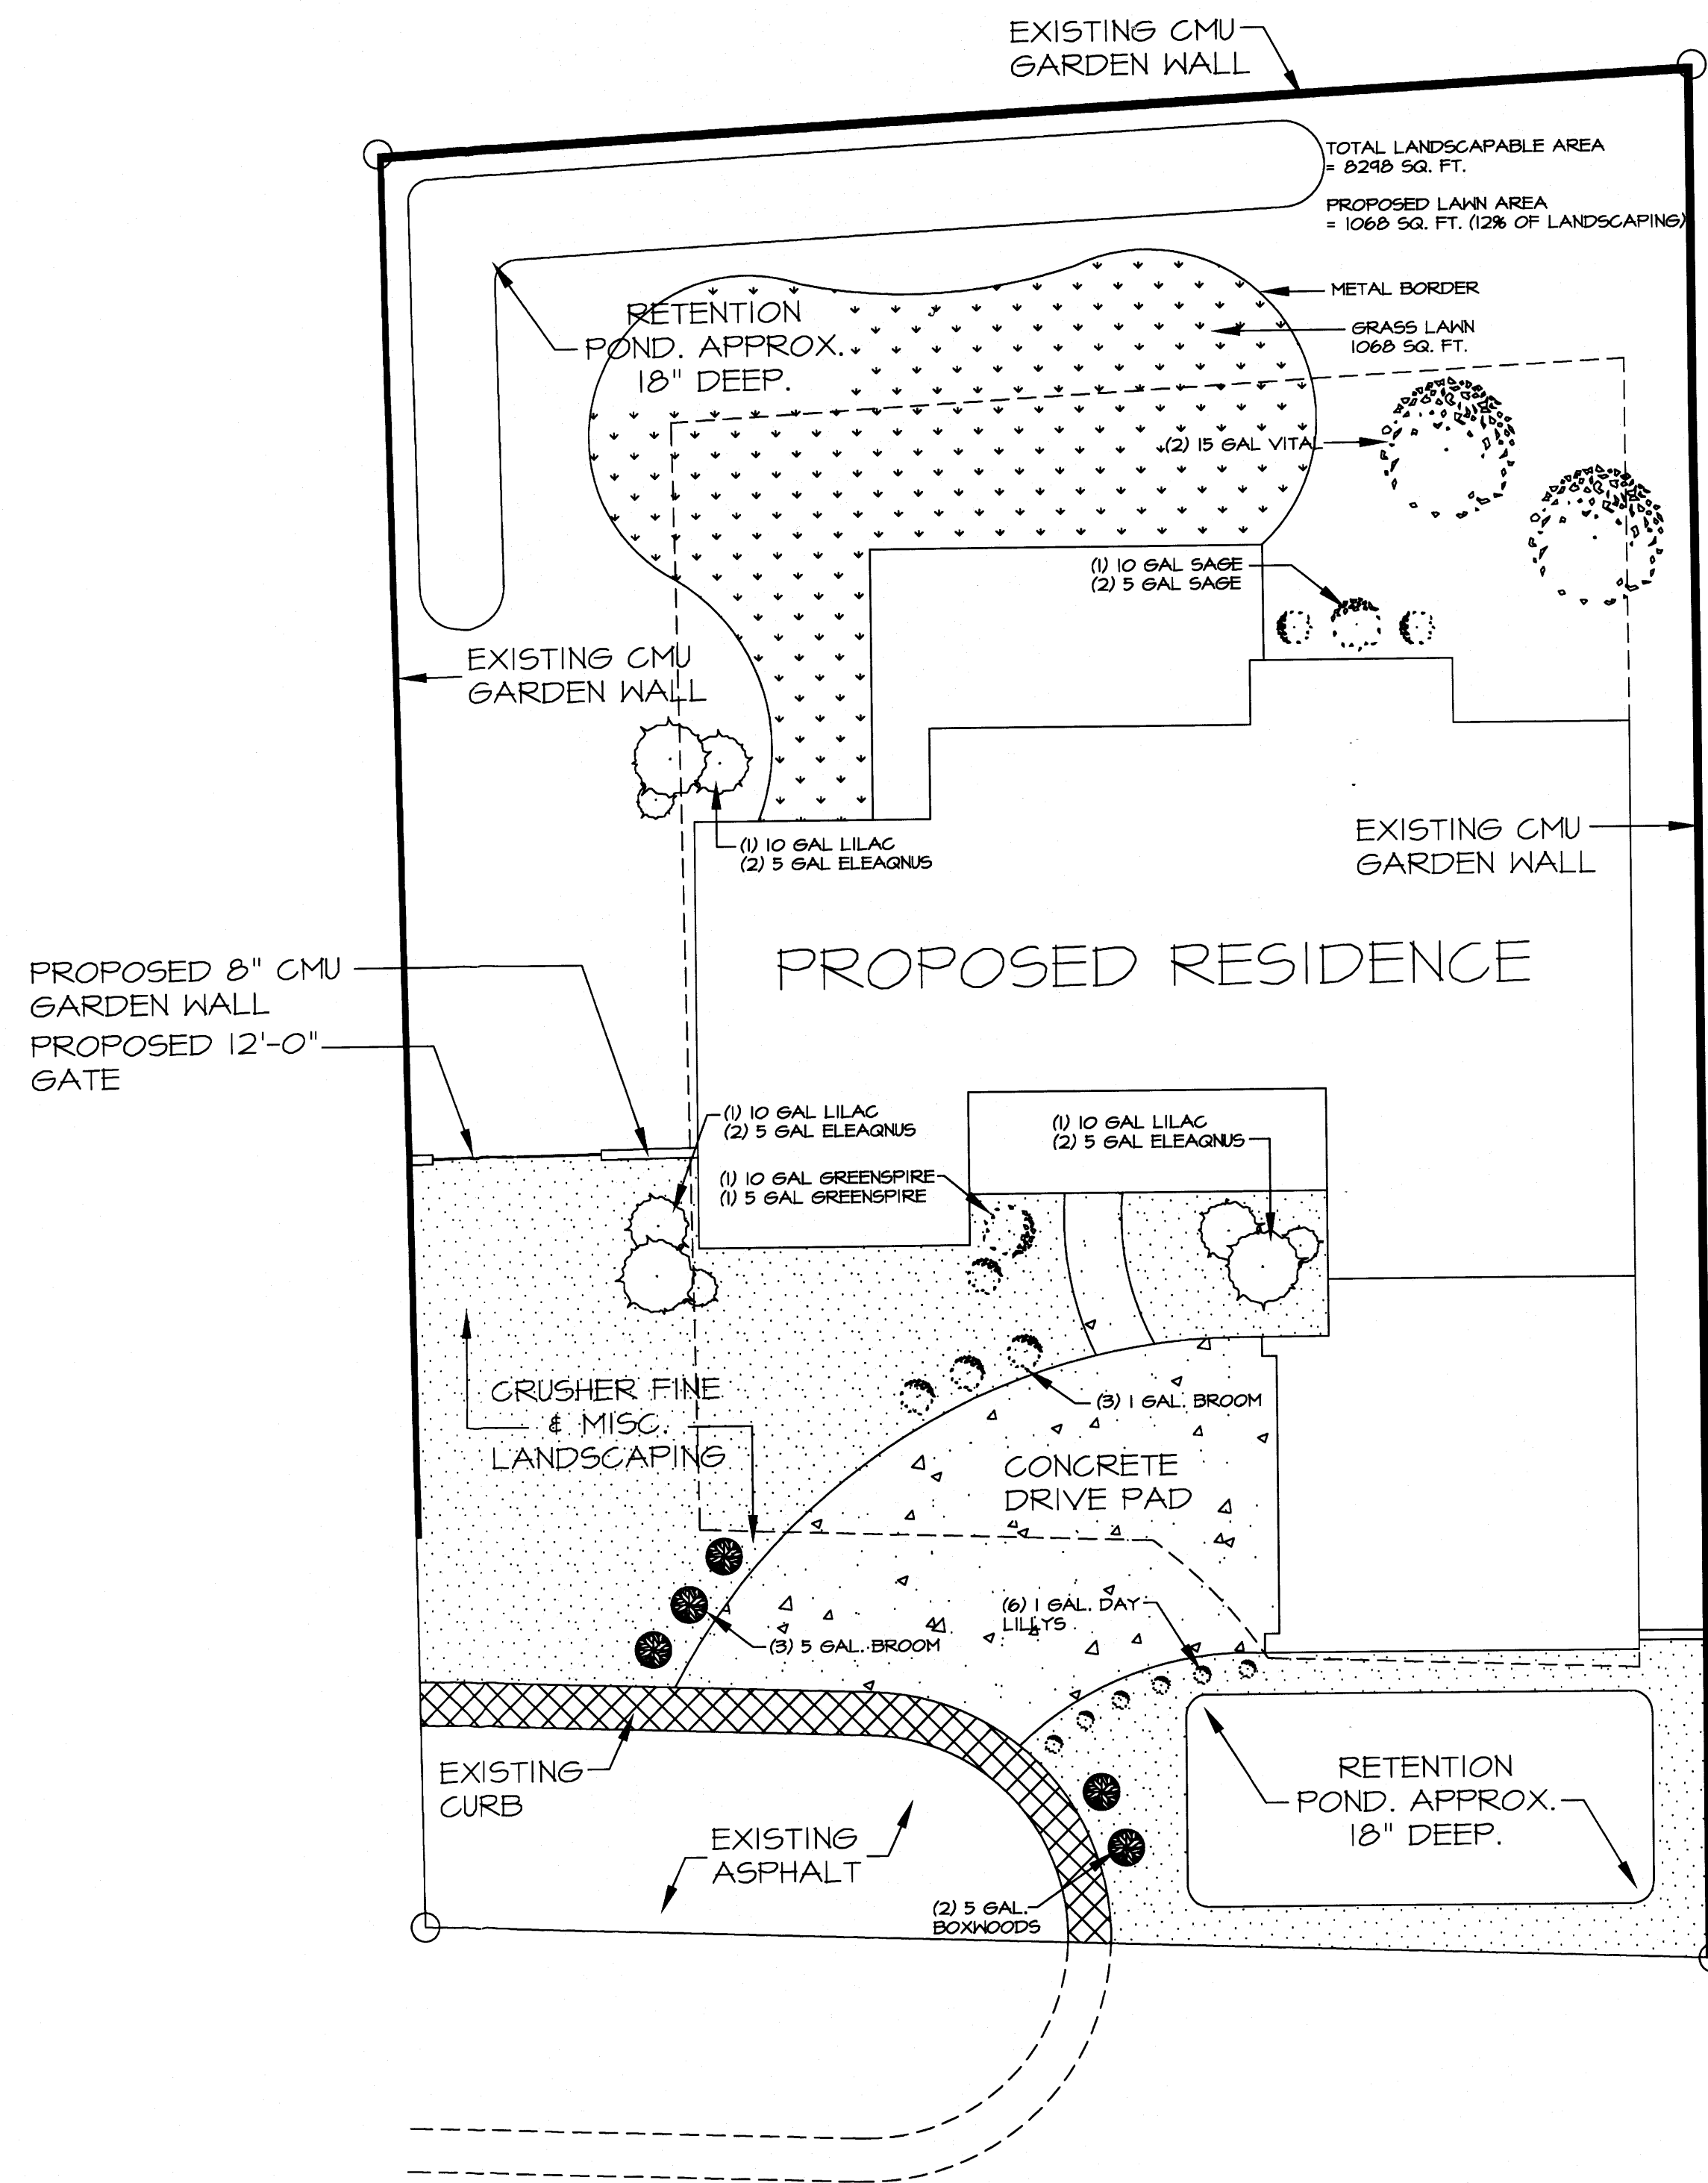 EXISTING CMU
GARDEN WALL
TOTAL LANDSCAPABLE AREA
= 8298 SQ. FT.
PROPOSED LAWN AREA
= 1068 SQ. FT. (12% OF LANDSCAPING)
METAL BORDER
RETENTION
POND. APPROX.
18" DEEP.
GRASS LAWN
1068 SQ. FT.
(2) 15 GAL VITAL
(1) 10 GAL SAGE
(2) 5 GAL SAGE
EXISTING CMU
GARDEN WALL
(1) 10 GAL LILAC
(2) 5 GAL ELEAQNUS
EXISTING CMU
GARDEN WALL
PROPOSED RESIDENCE
PROPOSED 8" CMU
GARDEN WALL
PROPOSED 12'-0"
GATE
(1) 10 GAL LILAC
(2) 5 GAL ELEAQNUS
(1) 10 GAL LILAC
(2) 5 GAL ELEAQNUS
(1) 10 GAL GREENSPIRE
(1) 5 GAL GREENSPIRE
CRUSHER FINE
& MISC.
LANDSCAPING
(3) 1 GAL. BROOM
CONCRETE
DRIVE PAD
(6) 1 GAL. DAY
LILLYS
(3) 5 GAL. BROOM
EXISTING
CURB
RETENTION
POND. APPROX.
18" DEEP.
EXISTING
ASPHALT
(2) 5 GAL.
BOXWOODS